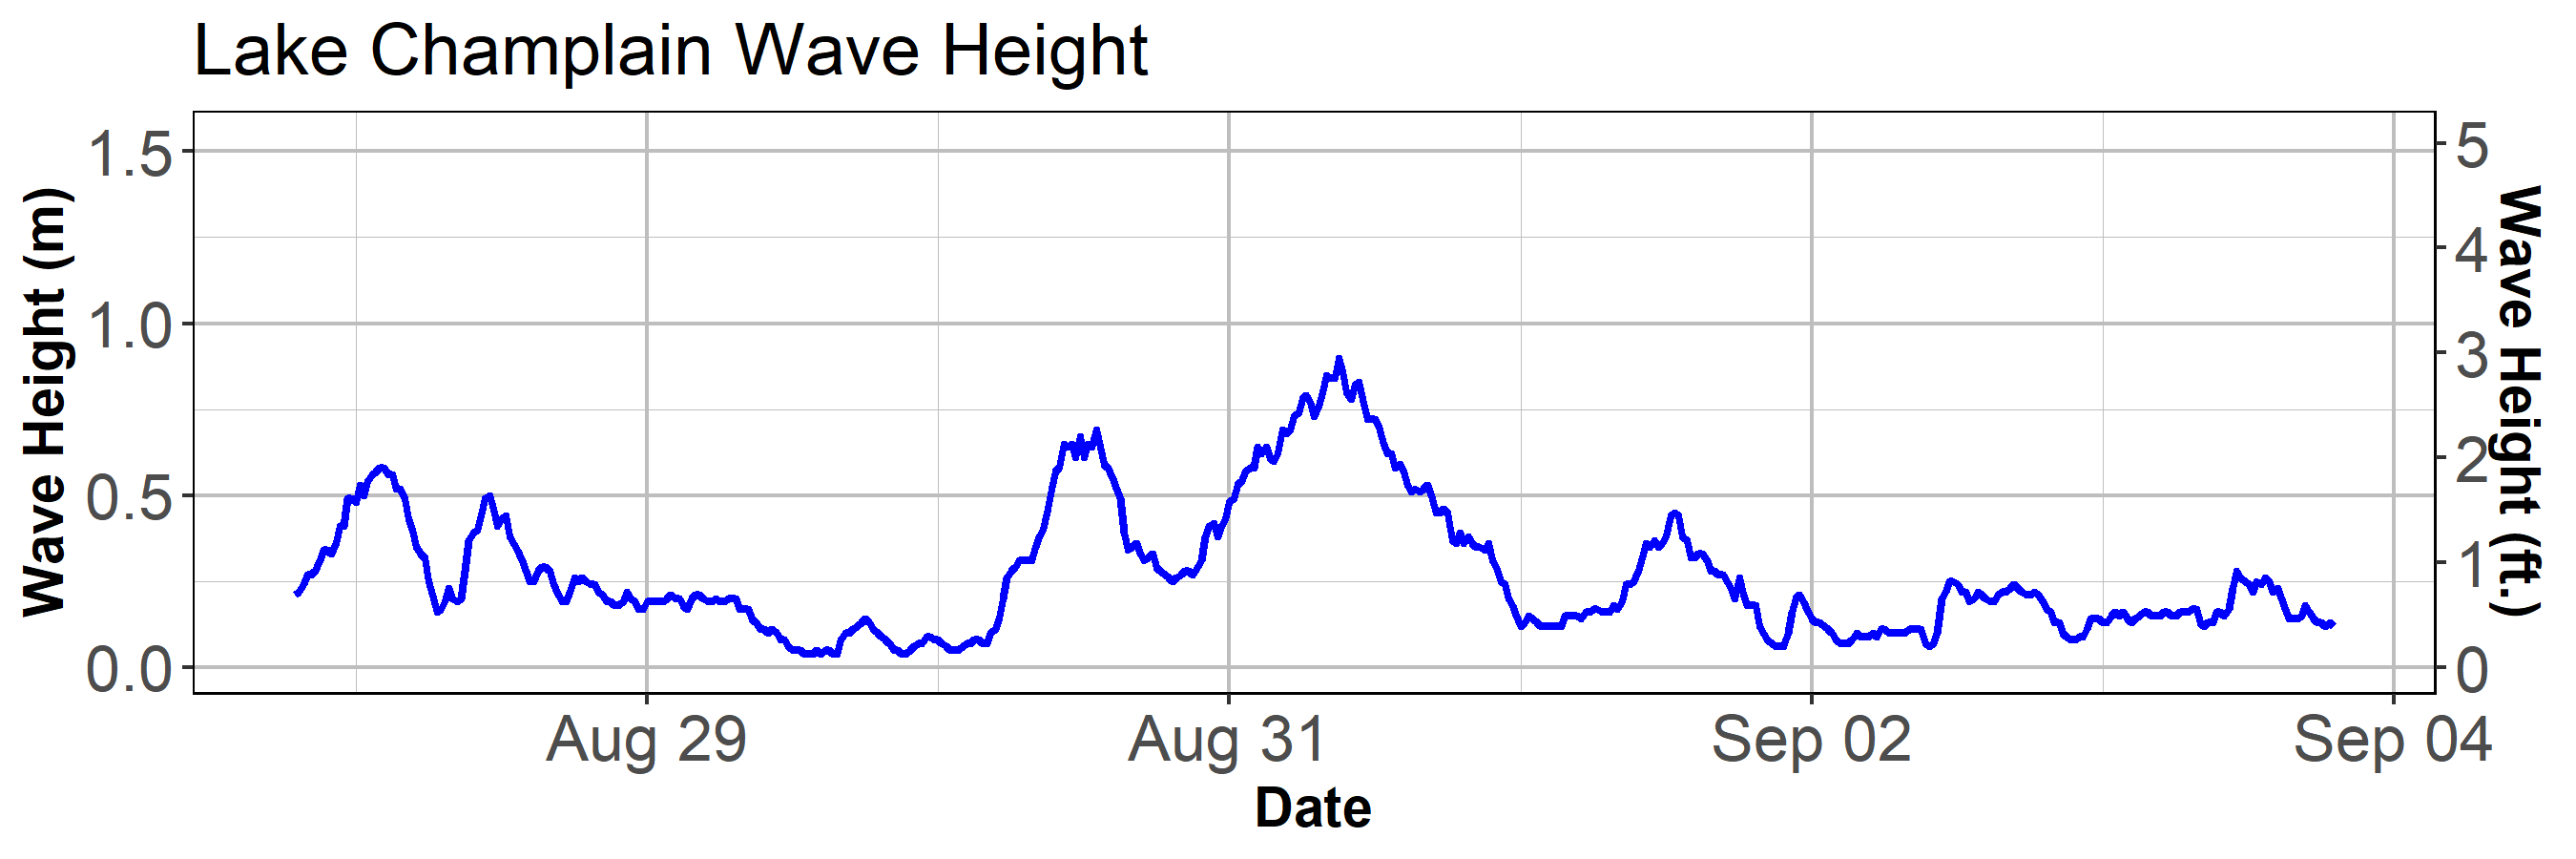 Lake Champlain Wave Height
Wave Height (m)
1.5
1.0
0.5
0.0
5
4
3
2
1
0
Wave Height (ft.)
Aug 29
Aug 31
Sep 02
Sep 04
Date